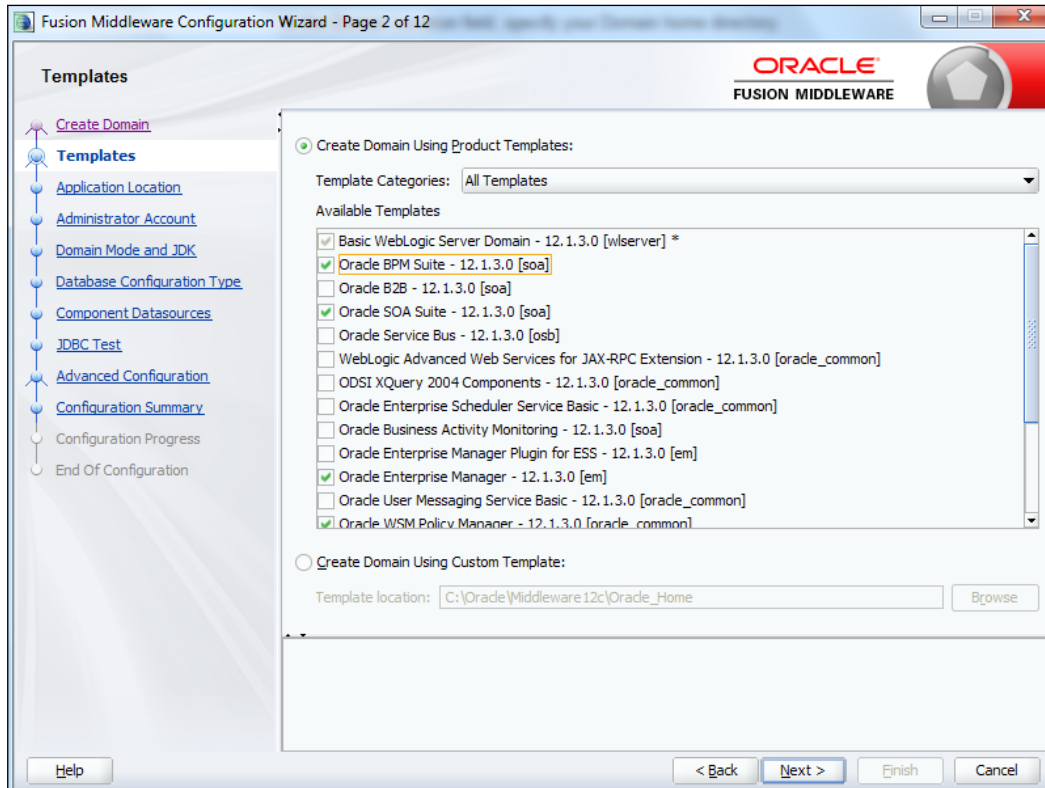 Fusion Middleware Configuration Wizard - Page 2 of 12
Templates
ORACLE
FUSION MIDDLEWARE
Create Domain
Templates
Application Location
Administrator Account
Domain Mode and JDK
Database Configuration Type
Component Datasources
JDBC Test
Advanced Configuration
Configuration Summary
Configuration Progress
End Of Configuration
Create Domain Using Product Templates:
Template Categories: All Templates
Available Templates
Basic WebLogic Server Domain - 12.1.3.0 [wlserver] *
Oracle BPM Suite - 12.1.3.0 [soa]
Oracle B2B - 12.1.3.0 [soa]
Oracle SOA Suite - 12.1.3.0 [soa]
Oracle Service Bus - 12.1.3.0 [osb]
WebLogic Advanced Web Services for JAX-RPC Extension - 12.1.3.0 [oracle_common]
ODSI XQuery 2004 Components - 12.1.3.0 [oracle_common]
Oracle Enterprise Scheduler Service Basic - 12.1.3.0 [oracle_common]
Oracle Business Activity Monitoring - 12.1.3.0 [soa]
Oracle Enterprise Manager Plugin for ESS - 12.1.3.0 [em]
Oracle Enterprise Manager - 12.1.3.0 [em]
Oracle User Messaging Service Basic - 12.1.3.0 [oracle_common]
Oracle WSM Policy Manager - 12.1.3.0 [oracle_common]
Create Domain Using Custom Template:
Template location: C:\Oracle\Middleware12c\Oracle_Home Browse
Help < Back Next > Finish Cancel